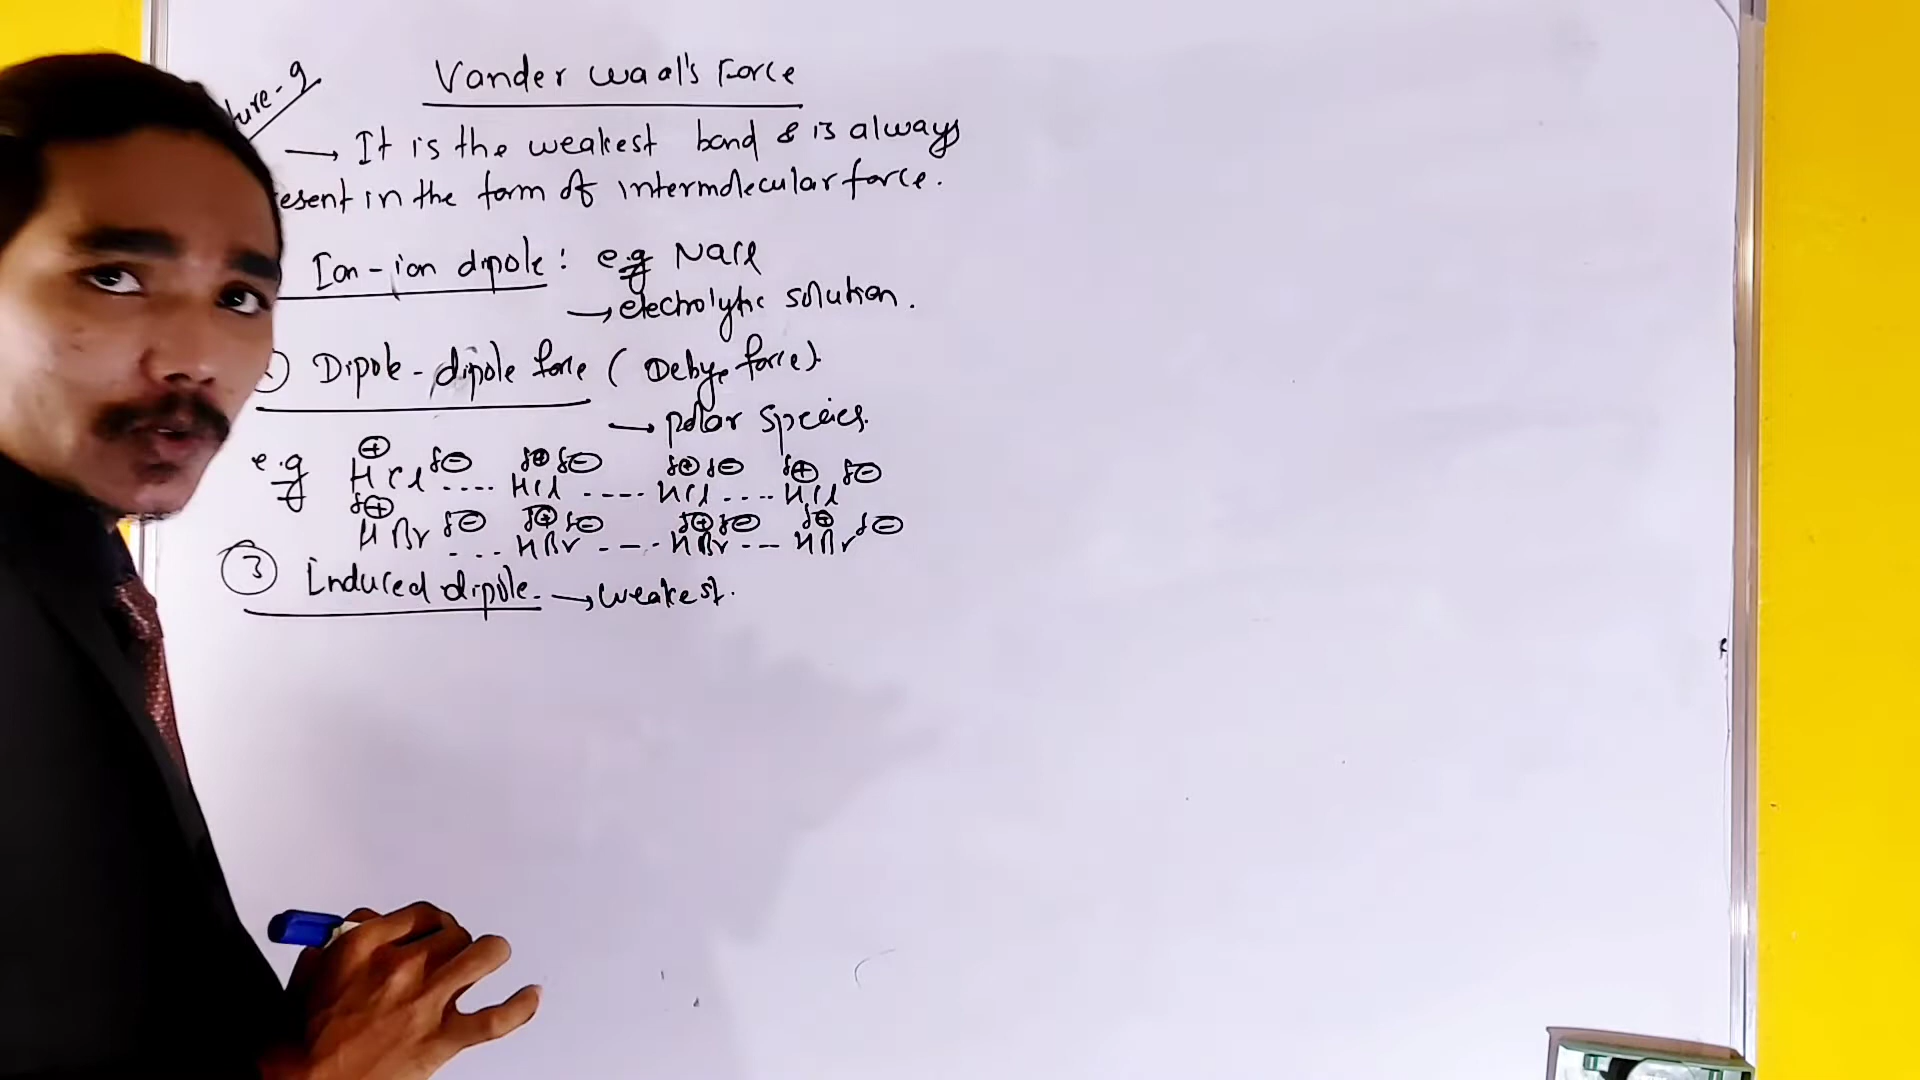 ture-9
Vander waal's Force
→ It is the weakest bond & is always
esent in the form of intermolecular force.
Ion-ion dipole : e.g NaCl
→ electrolytic solution.
Dipole-dipole force ( Debye force).
→ polar species.
e.g ⊕ δ⊖ δ⊕ δ⊖ δ⊕ δ⊖ δ⊕ δ⊖
HCl .... HCl ---- HCl .... HCl
δ⊕ δ⊖ δ⊕ δ⊖ δ⊕ δ⊖ δ⊕ δ⊖
HBr ... HBr ---- HBr --- HBr
③ Induced dipole. → weakest.